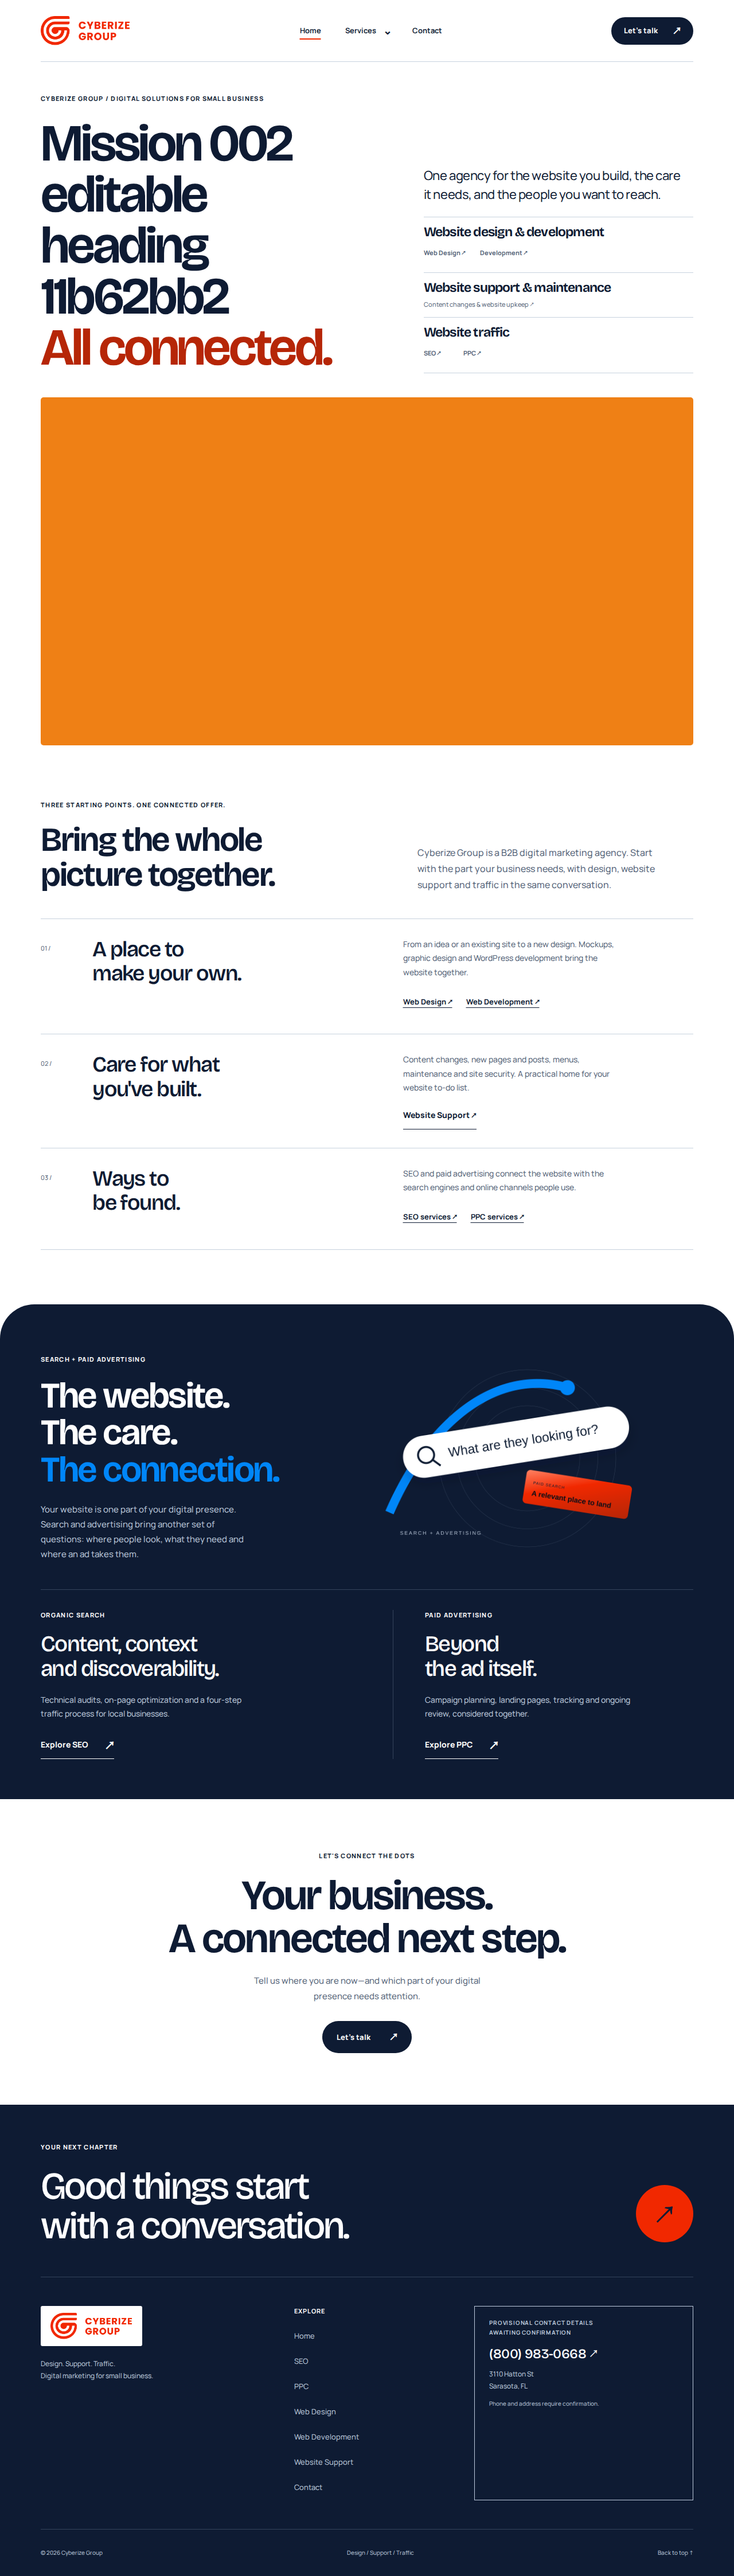 CYBERIZE
GROUP
Home
Services
Contact
Let's talk ↗
CYBERIZE GROUP / DIGITAL SOLUTIONS FOR SMALL BUSINESS
Mission 002
editable
heading
11b62bb2
All connected.
One agency for the website you build, the care
it needs, and the people you want to reach.
Website design & development
Web Design ↗ Development ↗
Website support & maintenance
Content changes & website upkeep ↗
Website traffic
SEO ↗ PPC ↗
THREE STARTING POINTS. ONE CONNECTED OFFER.
Bring the whole
picture together.
Cyberize Group is a B2B digital marketing agency. Start
with the part your business needs, with design, website
support and traffic in the same conversation.
01 /
A place to
make your own.
From an idea or an existing site to a new design. Mockups,
graphic design and WordPress development bring the
website together.
Web Design ↗ Web Development ↗
02 /
Care for what
you've built.
Content changes, new pages and posts, menus,
maintenance and site security. A practical home for your
website to-do list.
Website Support ↗
03 /
Ways to
be found.
SEO and paid advertising connect the website with the
search engines and online channels people use.
SEO services ↗ PPC services ↗
SEARCH + PAID ADVERTISING
The website.
The care.
The connection.
Your website is one part of your digital presence.
Search and advertising bring another set of
questions: where people look, what they need and
where an ad takes them.
What are they looking for?
PAID SEARCH
A relevant place to land
SEARCH + ADVERTISING
ORGANIC SEARCH
Content, context
and discoverability.
Technical audits, on-page optimization and a four-step
traffic process for local businesses.
Explore SEO ↗
PAID ADVERTISING
Beyond
the ad itself.
Campaign planning, landing pages, tracking and ongoing
review, considered together.
Explore PPC ↗
LET'S CONNECT THE DOTS
Your business.
A connected next step.
Tell us where you are now—and which part of your digital
presence needs attention.
Let's talk ↗
YOUR NEXT CHAPTER
Good things start
with a conversation.
↗
CYBERIZE
GROUP
Design. Support. Traffic.
Digital marketing for small business.
EXPLORE
Home
SEO
PPC
Web Design
Web Development
Website Support
Contact
PROVISIONAL CONTACT DETAILS
AWAITING CONFIRMATION
(800) 983-0668 ↗
3110 Hatton St
Sarasota, FL
Phone and address require confirmation.
© 2026 Cyberize Group
Design / Support / Traffic
Back to top ↑